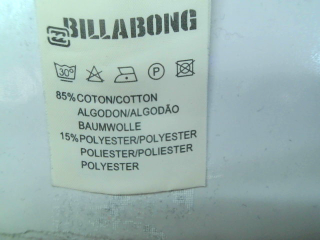 BILLABONG
30°
P
85% COTON/COTTON
ALGODON/ALGODÃO
BAUMWOLLE
15% POLYESTER/POLYESTER
POLIESTER/POLIESTER
POLYESTER